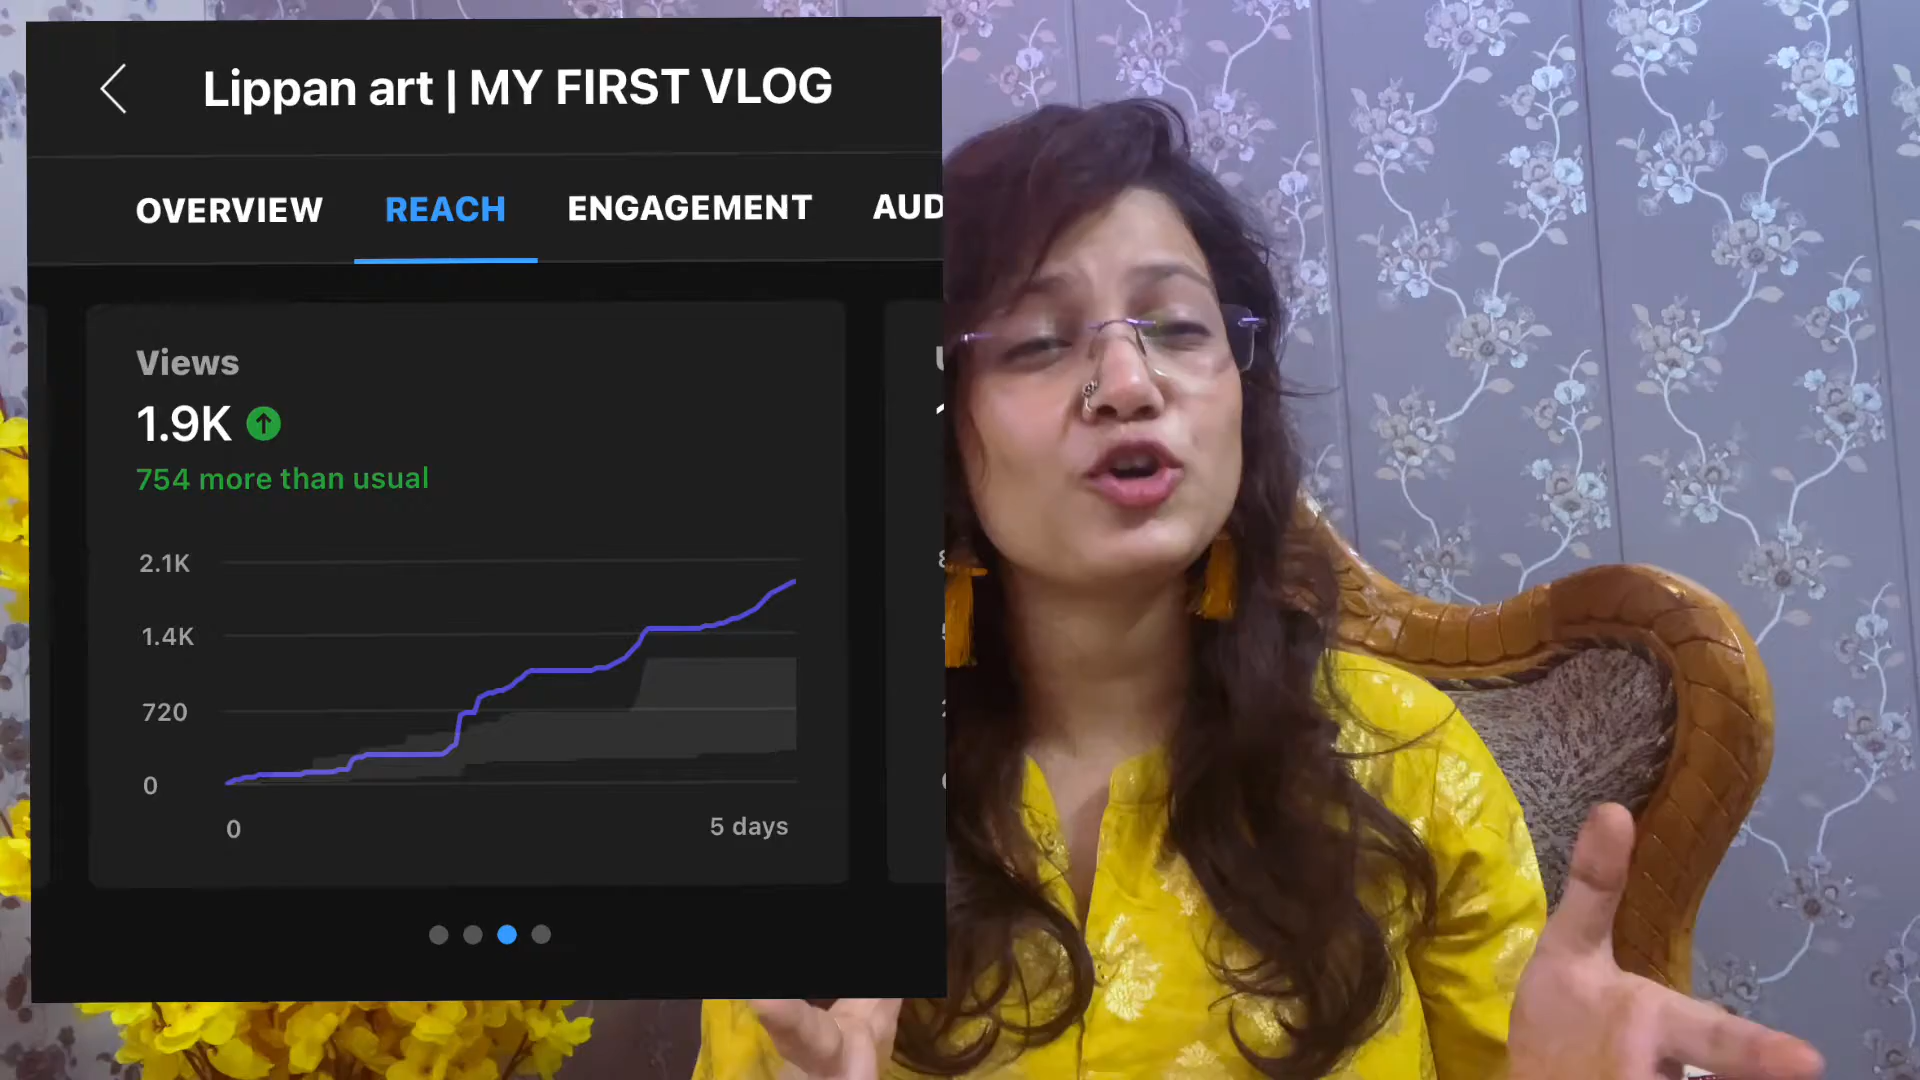 Lippan art | MY FIRST VLOG
OVERVIEW REACH ENGAGEMENT AUD
Views
1.9K
754 more than usual
2.1K
1.4K
720
0
0 5 days